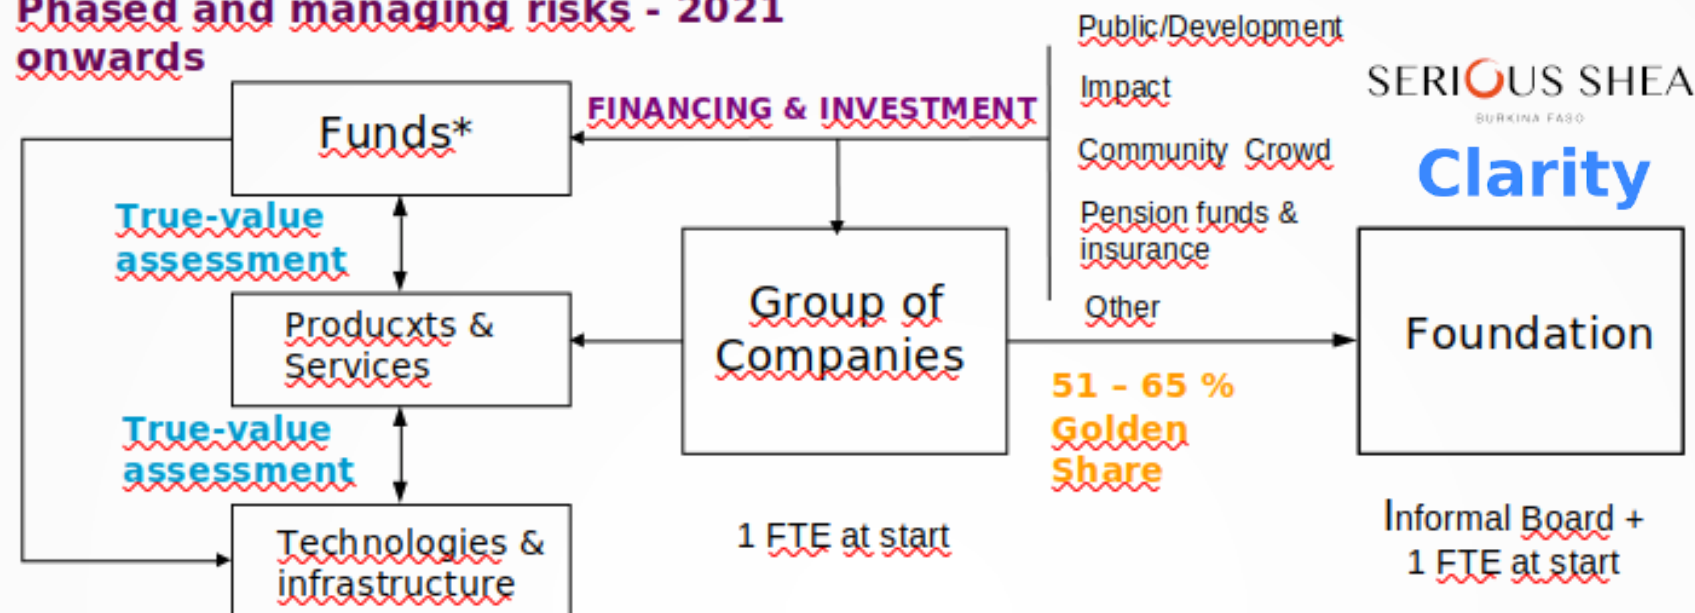 Phased and managing risks - 2021
onwards
Funds*
FINANCING & INVESTMENT
Public/Development
Impact
Community Crowd
Pension funds &
insurance
Other
SERIOUS SHEA
BURKINA FASO
Clarity
True-value
assessment
Producxts &
Services
Group of
Companies
Foundation
51 – 65 %
Golden
Share
True-value
assessment
Technologies &
infrastructure
1 FTE at start
Informal Board +
1 FTE at start